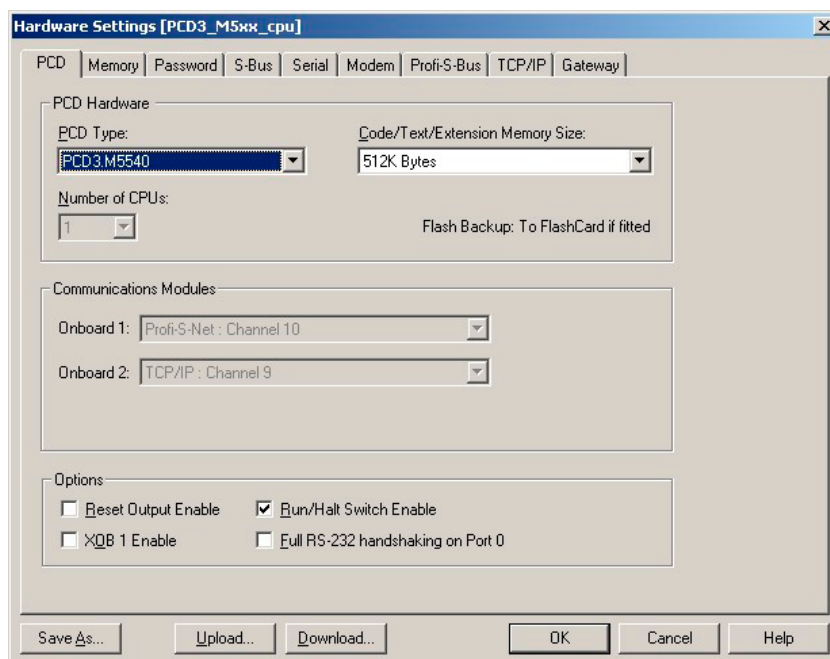 Hardware Settings [PCD3_M5xx_cpu]
PCD Memory Password S-Bus Serial Modem Profi-S-Bus TCP/IP Gateway
PCD Hardware
PCD Type: Code/Text/Extension Memory Size:
PCD3.M5540 512K Bytes
Number of CPUs:
1 Flash Backup: To FlashCard if fitted
Communications Modules
Onboard 1: Profi-S-Net : Channel 10
Onboard 2: TCP/IP : Channel 9
Options
Reset Output Enable Run/Halt Switch Enable
XOB 1 Enable Full RS-232 handshaking on Port 0
Save As... Upload... Download... OK Cancel Help